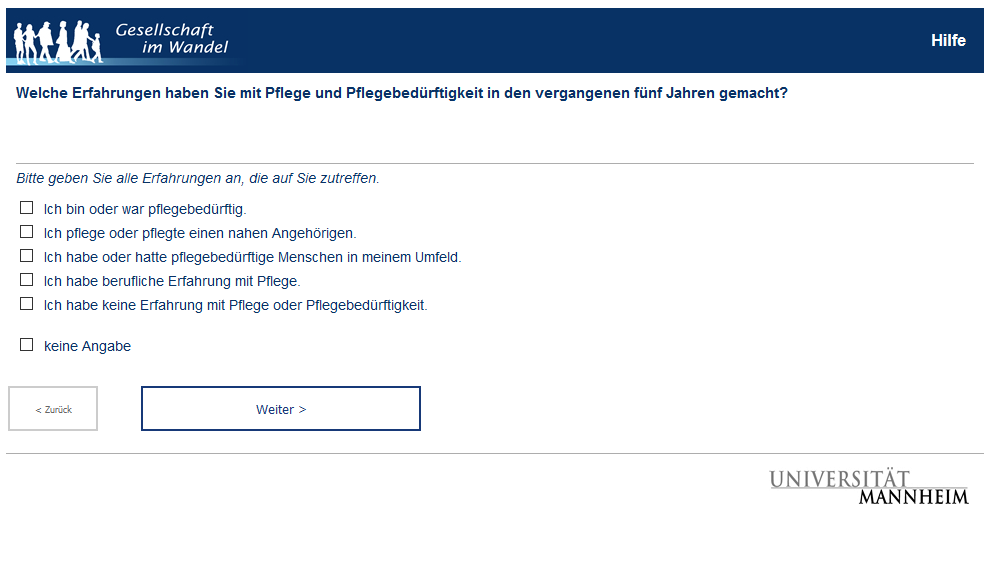 Gesellschaft
im Wandel
Hilfe
Welche Erfahrungen haben Sie mit Pflege und Pflegebedürftigkeit in den vergangenen fünf Jahren gemacht?
Bitte geben Sie alle Erfahrungen an, die auf Sie zutreffen.
Ich bin oder war pflegebedürftig.
Ich pflege oder pflegte einen nahen Angehörigen.
Ich habe oder hatte pflegebedürftige Menschen in meinem Umfeld.
Ich habe berufliche Erfahrung mit Pflege.
Ich habe keine Erfahrung mit Pflege oder Pflegebedürftigkeit.
keine Angabe
< Zurück
Weiter >
UNIVERSITÄT
MANNHEIM